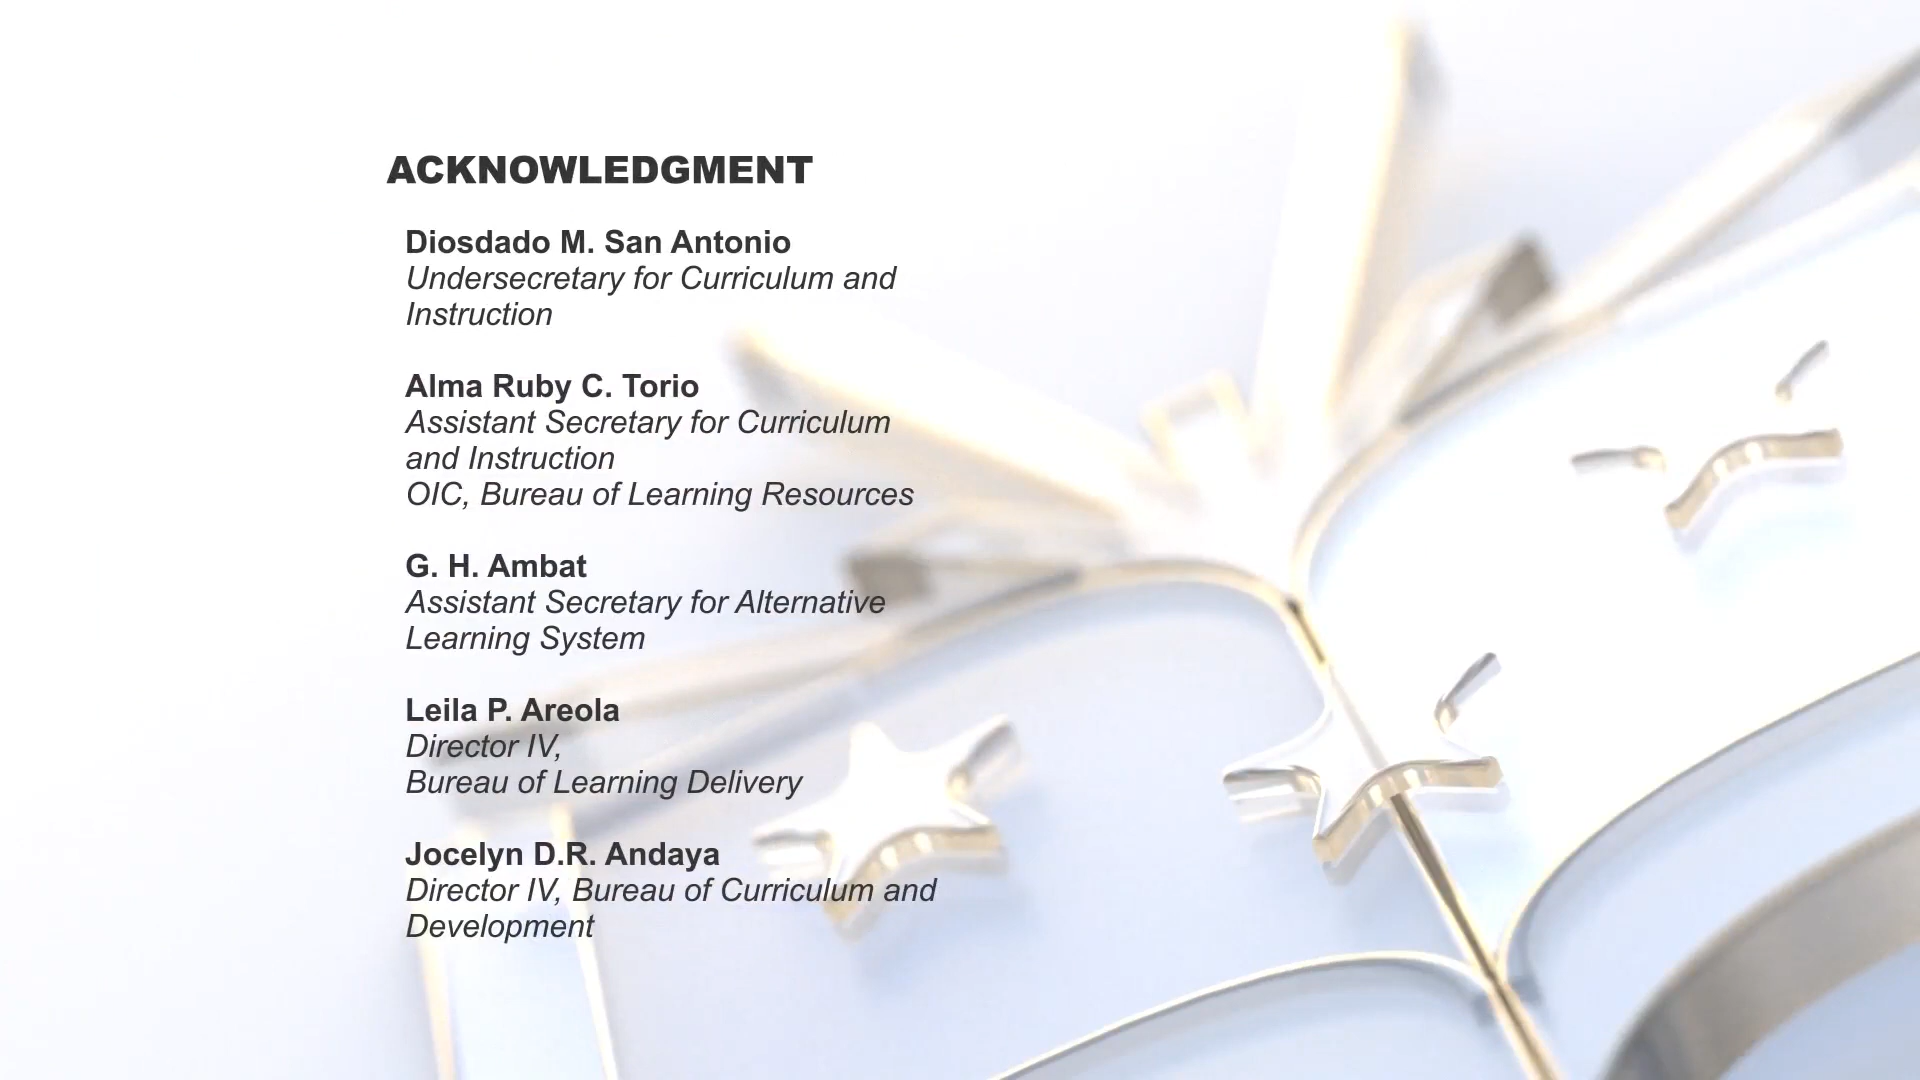 ACKNOWLEDGMENT
Diosdado M. San Antonio
Undersecretary for Curriculum and
Instruction
Alma Ruby C. Torio
Assistant Secretary for Curriculum
and Instruction
OIC, Bureau of Learning Resources
G. H. Ambat
Assistant Secretary for Alternative
Learning System
Leila P. Areola
Director IV,
Bureau of Learning Delivery
Jocelyn D.R. Andaya
Director IV, Bureau of Curriculum and
Development